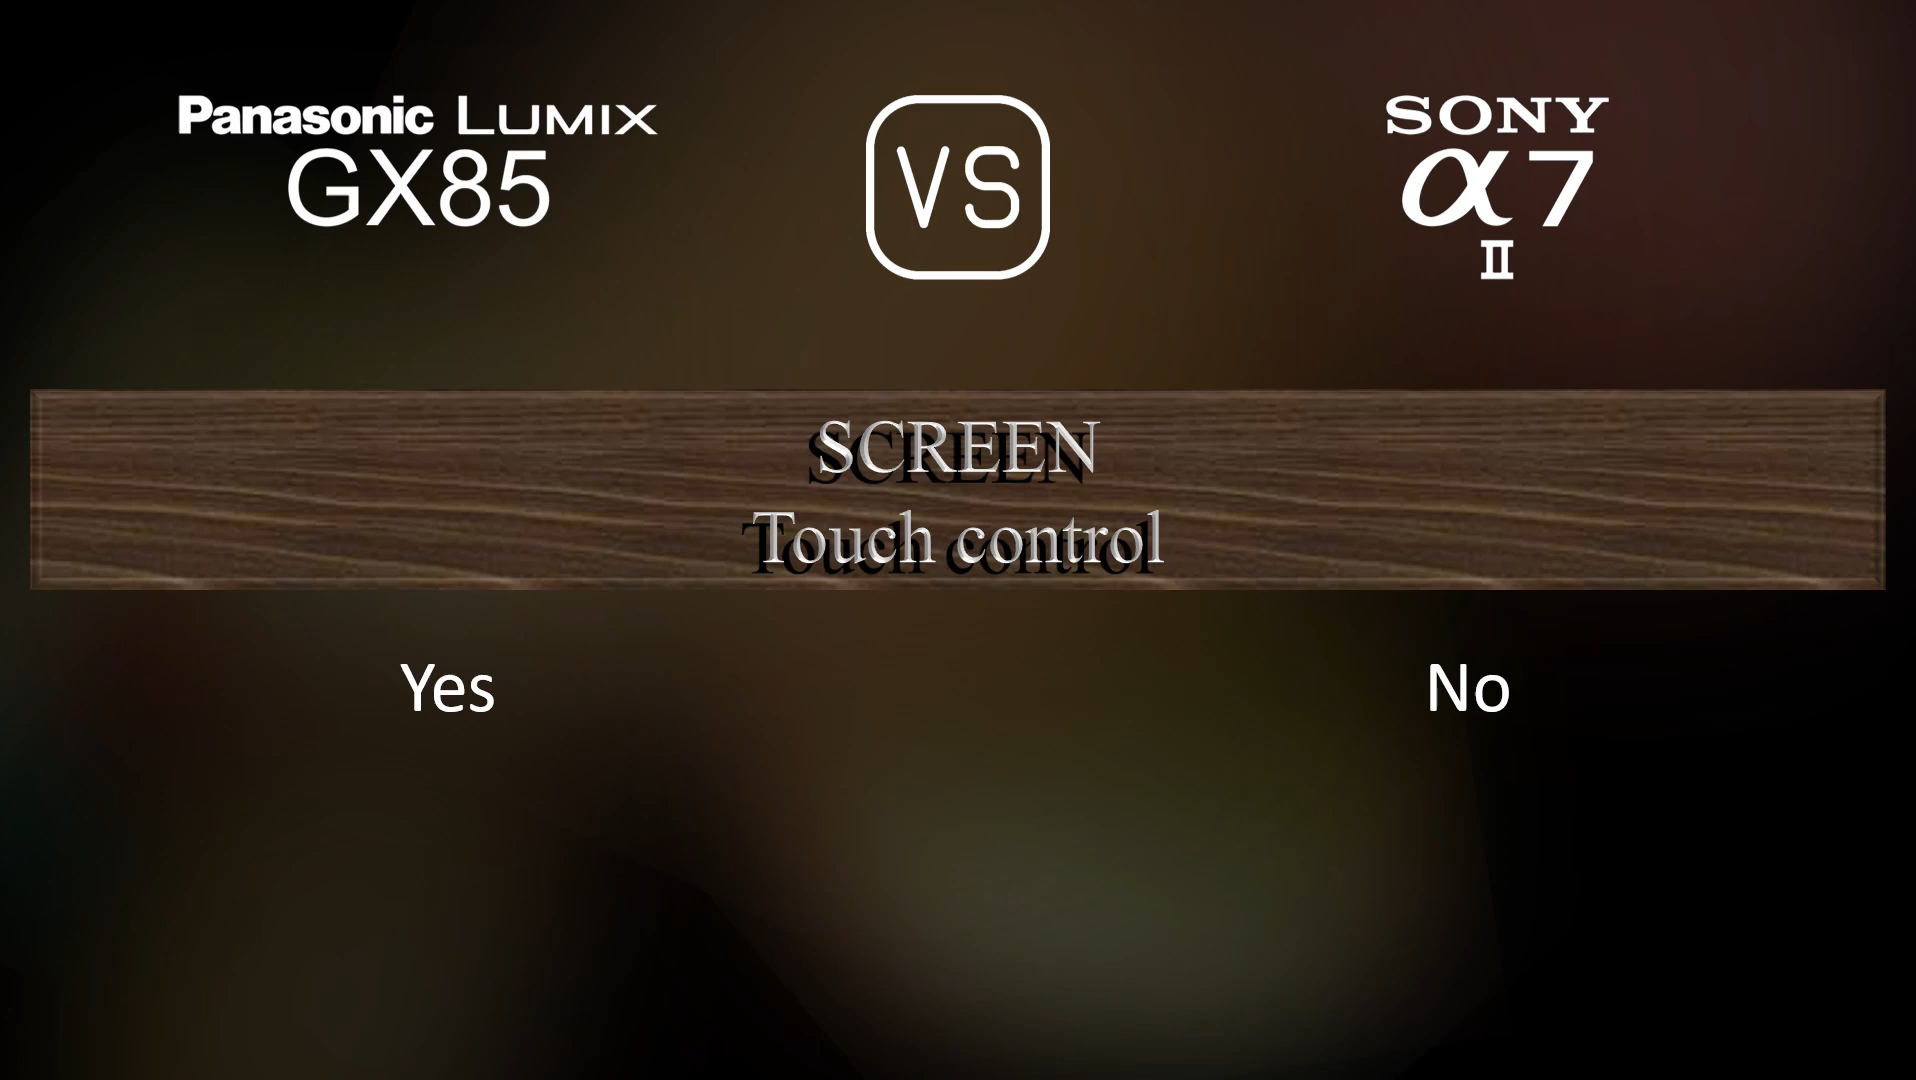 Panasonic LUMIX
GX85
VS
SONY
α7
II
SCREEN
Touch control
Yes
No